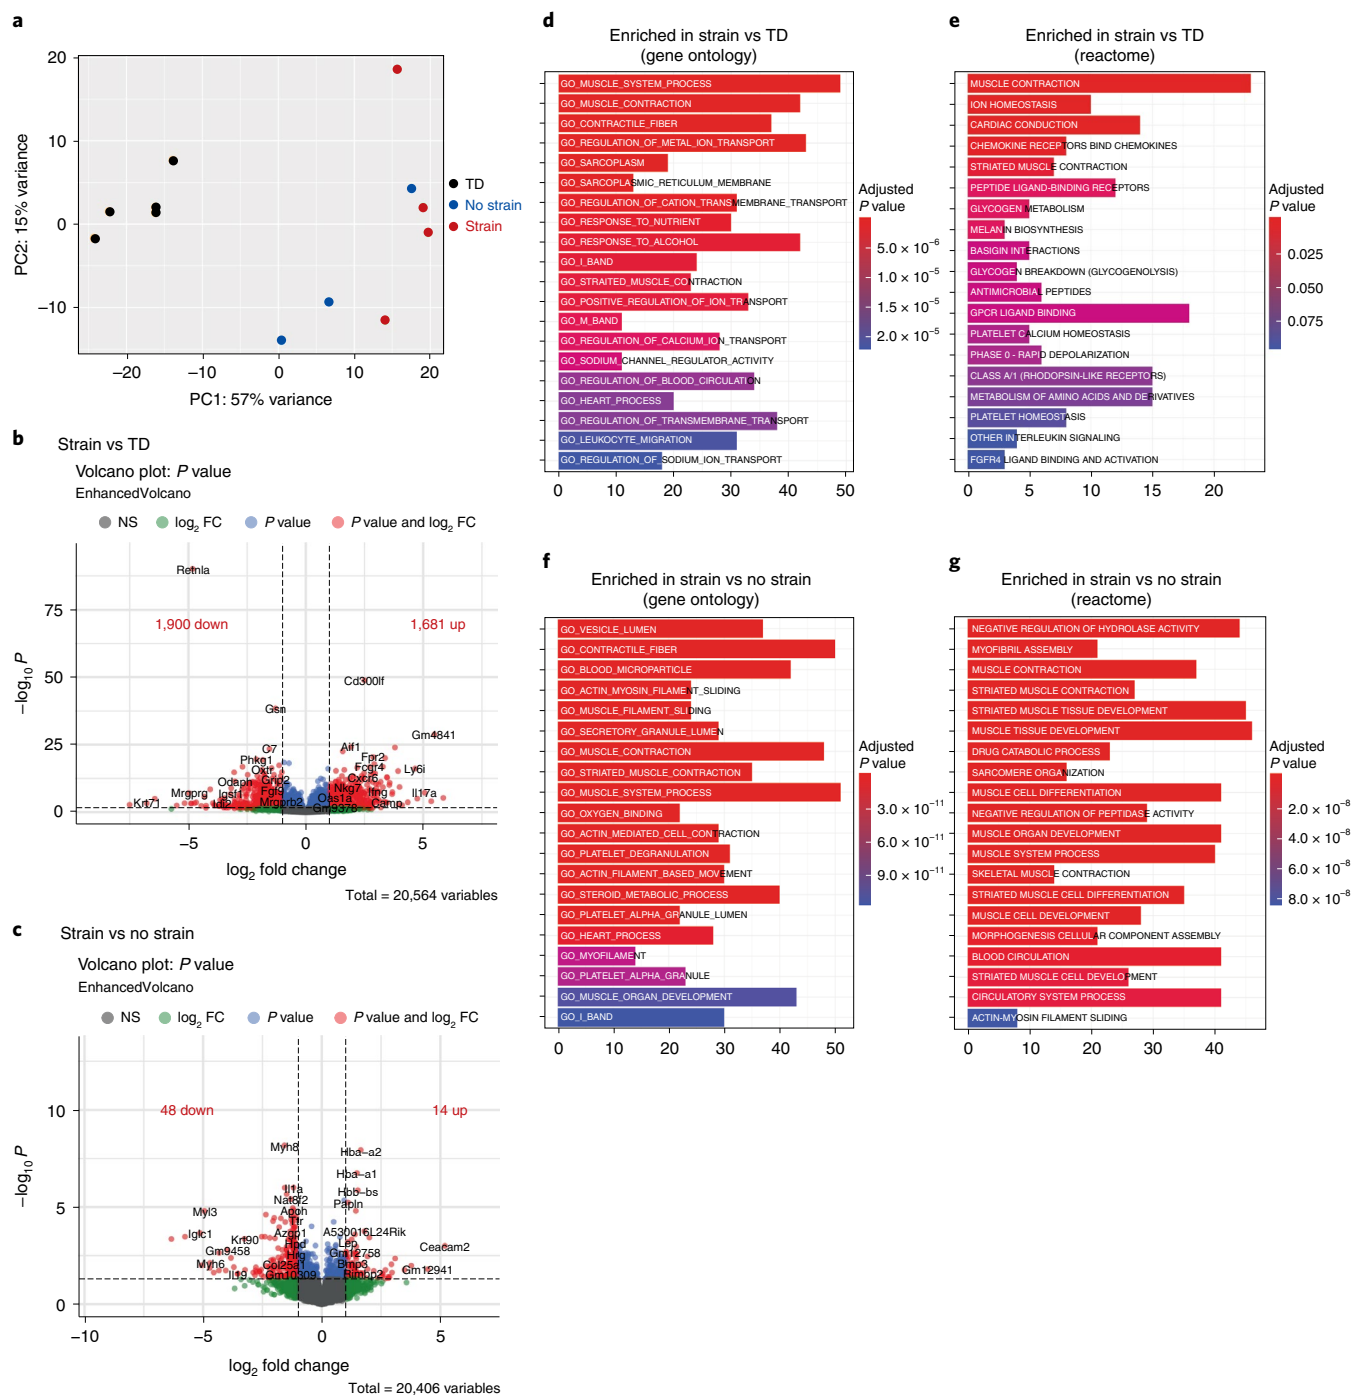 a
20
10
0
−10
PC2: 15% variance
−20
−10
0
10
20
PC1: 57% variance
TD
No strain
Strain
b
Strain vs TD
Volcano plot: P value
EnhancedVolcano
NS
log2 FC
P value
P value and log2 FC
Retnla
75
1,900 down
1,681 up
50
Cd300lf
Gsn
−log10 P
Gm4841
25
C7
Aif1
Phkg1
Fpr2
Oxtr
Fcgr4
Ly6i
Odaph
Grip2
Cxcr6
Mrgprg
Igsf1
Fgf9
Nkg7
Ifng
Il17a
Krt71
Mrgprb2
Oas1a
Camp
Gm9376
0
−5
0
5
log2 fold change
Total = 20,564 variables
c
Strain vs no strain
Volcano plot: P value
EnhancedVolcano
NS
log2 FC
P value
P value and log2 FC
10
48 down
14 up
Myh8
Hba−a2
Hba−a1
−log10 P
Il1a
Hbb−bs
Nat8f2
Papln
5
Myl3
Apoh
Ttr
Iglc1
Azgp1
A530016L24Rik
Krt90
Hpd
Lep
Ceacam2
Gm9458
Hrg
Gm12758
Myh6
Col25a1
Bmp3
Gm12941
Il19
Gm10309
Rimbp2
0
−10
−5
0
5
log2 fold change
Total = 20,406 variables
d
Enriched in strain vs TD
(gene ontology)
GO_MUSCLE_SYSTEM_PROCESS
GO_MUSCLE_CONTRACTION
GO_CONTRACTILE_FIBER
GO_REGULATION_OF_METAL_ION_TRANSPORT
GO_SARCOPLASM
GO_SARCOPLASMIC_RETICULUM_MEMBRANE
GO_REGULATION_OF_CATION_TRANSMEMBRANE_TRANSPORT
GO_RESPONSE_TO_NUTRIENT
GO_RESPONSE_TO_ALCOHOL
GO_I_BAND
GO_STRAITED_MUSCLE_CONTRACTION
GO_POSITIVE_REGULATION_OF_ION_TRANSPORT
GO_M_BAND
GO_REGULATION_OF_CALCIUM_ION_TRANSPORT
GO_SODIUM_CHANNEL_REGULATOR_ACTIVITY
GO_REGULATION_OF_BLOOD_CIRCULATION
GO_HEART_PROCESS
GO_REGULATION_OF_TRANSMEMBRANE_TRANSPORT
GO_LEUKOCYTE_MIGRATION
GO_REGULATION_OF_SODIUM_ION_TRANSPORT
0
10
20
30
40
50
Adjusted
P value
5.0 × 10−6
1.0 × 10−5
1.5 × 10−5
2.0 × 10−5
e
Enriched in strain vs TD
(reactome)
MUSCLE CONTRACTION
ION HOMEOSTASIS
CARDIAC CONDUCTION
CHEMOKINE RECEPTORS BIND CHEMOKINES
STRIATED MUSCLE CONTRACTION
PEPTIDE LIGAND-BINDING RECEPTORS
GLYCOGEN METABOLISM
MELANIN BIOSYNTHESIS
BASIGIN INTERACTIONS
GLYCOGEN BREAKDOWN (GLYCOGENOLYSIS)
ANTIMICROBIAL PEPTIDES
GPCR LIGAND BINDING
PLATELET CALCIUM HOMEOSTASIS
PHASE 0 - RAPID DEPOLARIZATION
CLASS A/1 (RHODOPSIN-LIKE RECEPTORS)
METABOLISM OF AMINO ACIDS AND DERIVATIVES
PLATELET HOMEOSTASIS
OTHER INTERLEUKIN SIGNALING
FGFR4 LIGAND BINDING AND ACTIVATION
0
5
10
15
20
Adjusted
P value
0.025
0.050
0.075
f
Enriched in strain vs no strain
(gene ontology)
GO_VESICLE_LUMEN
GO_CONTRACTILE_FIBER
GO_BLOOD_MICROPARTICLE
GO_ACTIN_MYOSIN_FILAMENT_SLIDING
GO_MUSCLE_FILAMENT_SLIDING
GO_SECRETORY_GRANULE_LUMEN
GO_MUSCLE_CONTRACTION
GO_STRIATED_MUSCLE_CONTRACTION
GO_MUSCLE_SYSTEM_PROCESS
GO_OXYGEN_BINDING
GO_ACTIN_MEDIATED_CELL_CONTRACTION
GO_PLATELET_DEGRANULATION
GO_ACTIN_FILAMENT_BASED_MOVEMENT
GO_STEROID_METABOLIC_PROCESS
GO_PLATELET_ALPHA_GRANULE_LUMEN
GO_HEART_PROCESS
GO_MYOFILAMENT
GO_PLATELET_ALPHA_GRANULE
GO_MUSCLE_ORGAN_DEVELOPMENT
GO_I_BAND
0
10
20
30
40
50
Adjusted
P value
3.0 × 10−11
6.0 × 10−11
9.0 × 10−11
g
Enriched in strain vs no strain
(reactome)
NEGATIVE REGULATION OF HYDROLASE ACTIVITY
MYOFIBRIL ASSEMBLY
MUSCLE CONTRACTION
STRIATED MUSCLE CONTRACTION
STRIATED MUSCLE TISSUE DEVELOPMENT
MUSCLE TISSUE DEVELOPMENT
DRUG CATABOLIC PROCESS
SARCOMERE ORGANIZATION
MUSCLE CELL DIFFERENTIATION
NEGATIVE REGULATION OF PEPTIDASE ACTIVITY
MUSCLE ORGAN DEVELOPMENT
MUSCLE SYSTEM PROCESS
SKELETAL MUSCLE CONTRACTION
STRIATED MUSCLE CELL DIFFERENTIATION
MUSCLE CELL DEVELOPMENT
MORPHOGENESIS CELLULAR COMPONENT ASSEMBLY
BLOOD CIRCULATION
STRIATED MUSCLE CELL DEVELOPMENT
CIRCULATORY SYSTEM PROCESS
ACTIN-MYOSIN FILAMENT SLIDING
0
10
20
30
40
Adjusted
P value
2.0 × 10−8
4.0 × 10−8
6.0 × 10−8
8.0 × 10−8